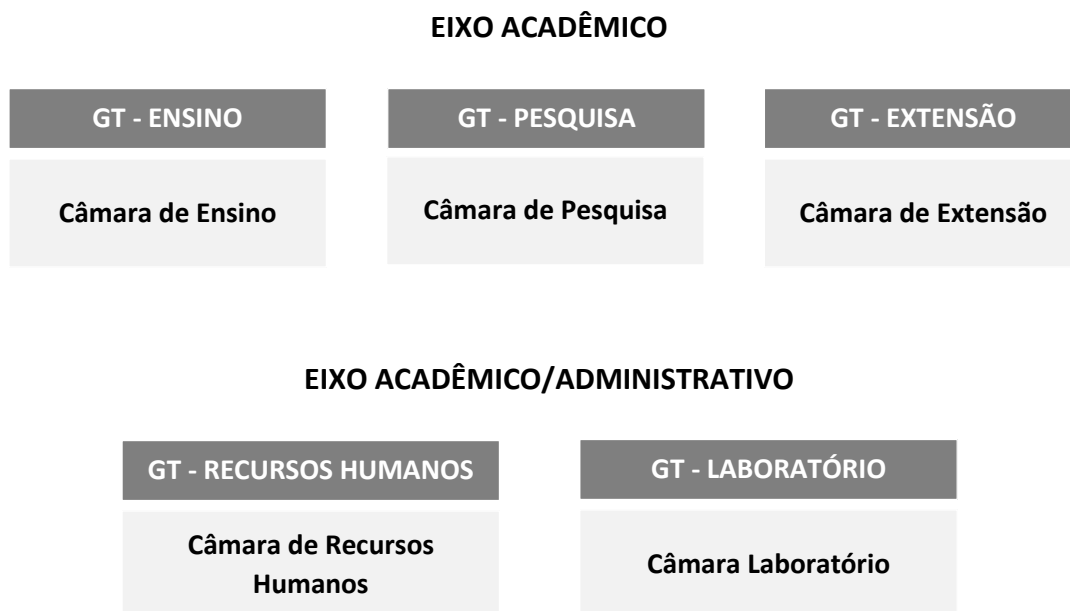 EIXO ACADÊMICO
GT - ENSINO
GT - PESQUISA
GT - EXTENSÃO
Câmara de Ensino
Câmara de Pesquisa
Câmara de Extensão
EIXO ACADÊMICO/ADMINISTRATIVO
GT - RECURSOS HUMANOS
GT - LABORATÓRIO
Câmara de Recursos
Humanos
Câmara Laboratório